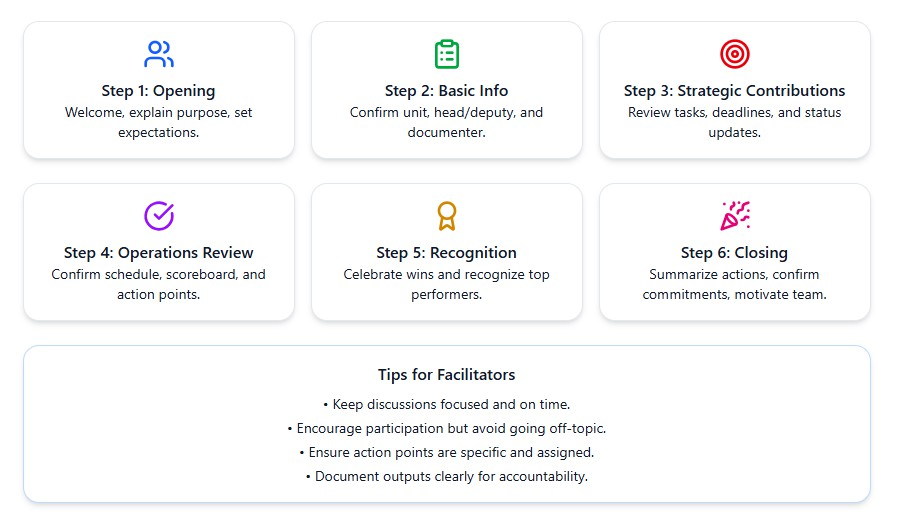 Step 1: Opening
Welcome, explain purpose, set
expectations.
Step 2: Basic Info
Confirm unit, head/deputy, and
documenter.
Step 3: Strategic Contributions
Review tasks, deadlines, and status
updates.
Step 4: Operations Review
Confirm schedule, scoreboard, and
action points.
Step 5: Recognition
Celebrate wins and recognize top
performers.
Step 6: Closing
Summarize actions, confirm
commitments, motivate team.
Tips for Facilitators
• Keep discussions focused and on time.
• Encourage participation but avoid going off-topic.
• Ensure action points are specific and assigned.
• Document outputs clearly for accountability.